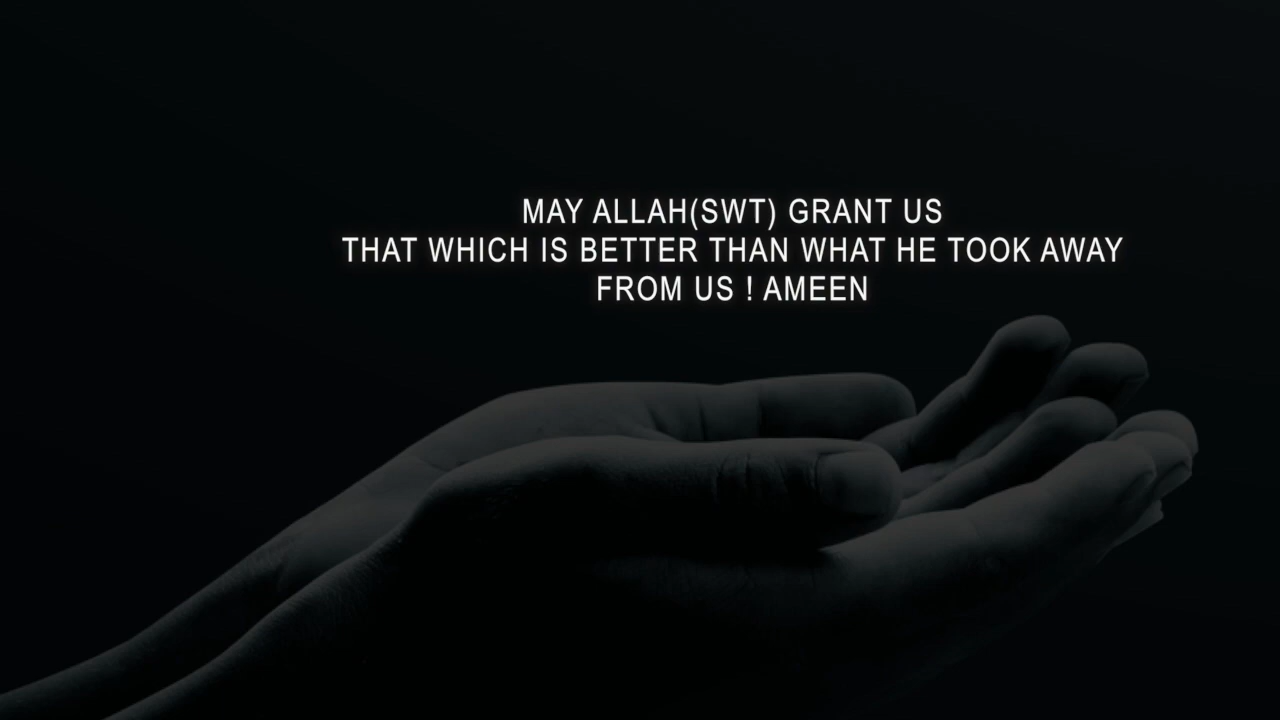 MAY ALLAH(SWT) GRANT US
THAT WHICH IS BETTER THAN WHAT HE TOOK AWAY
FROM US ! AMEEN